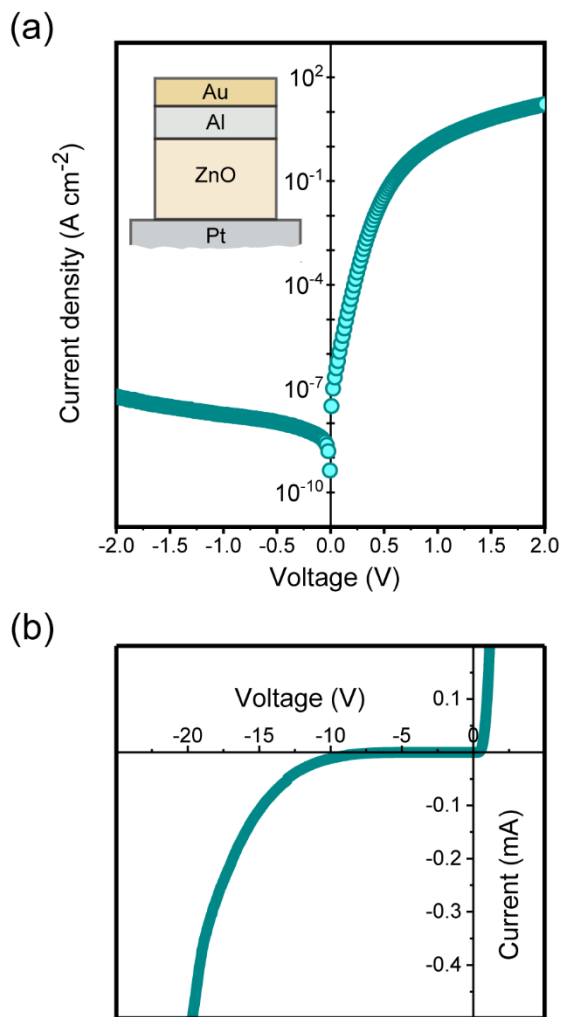 (a)
Au
Al
ZnO
Pt
Current density (A cm⁻²)
10²
10⁻¹
10⁻⁴
10⁻⁷
10⁻¹⁰
-2.0 -1.5 -1.0 -0.5 0.0 0.5 1.0 1.5 2.0
Voltage (V)
(b)
Voltage (V)
-20 -15 -10 -5 0
0.1
-0.1
-0.2
-0.3
-0.4
Current (mA)